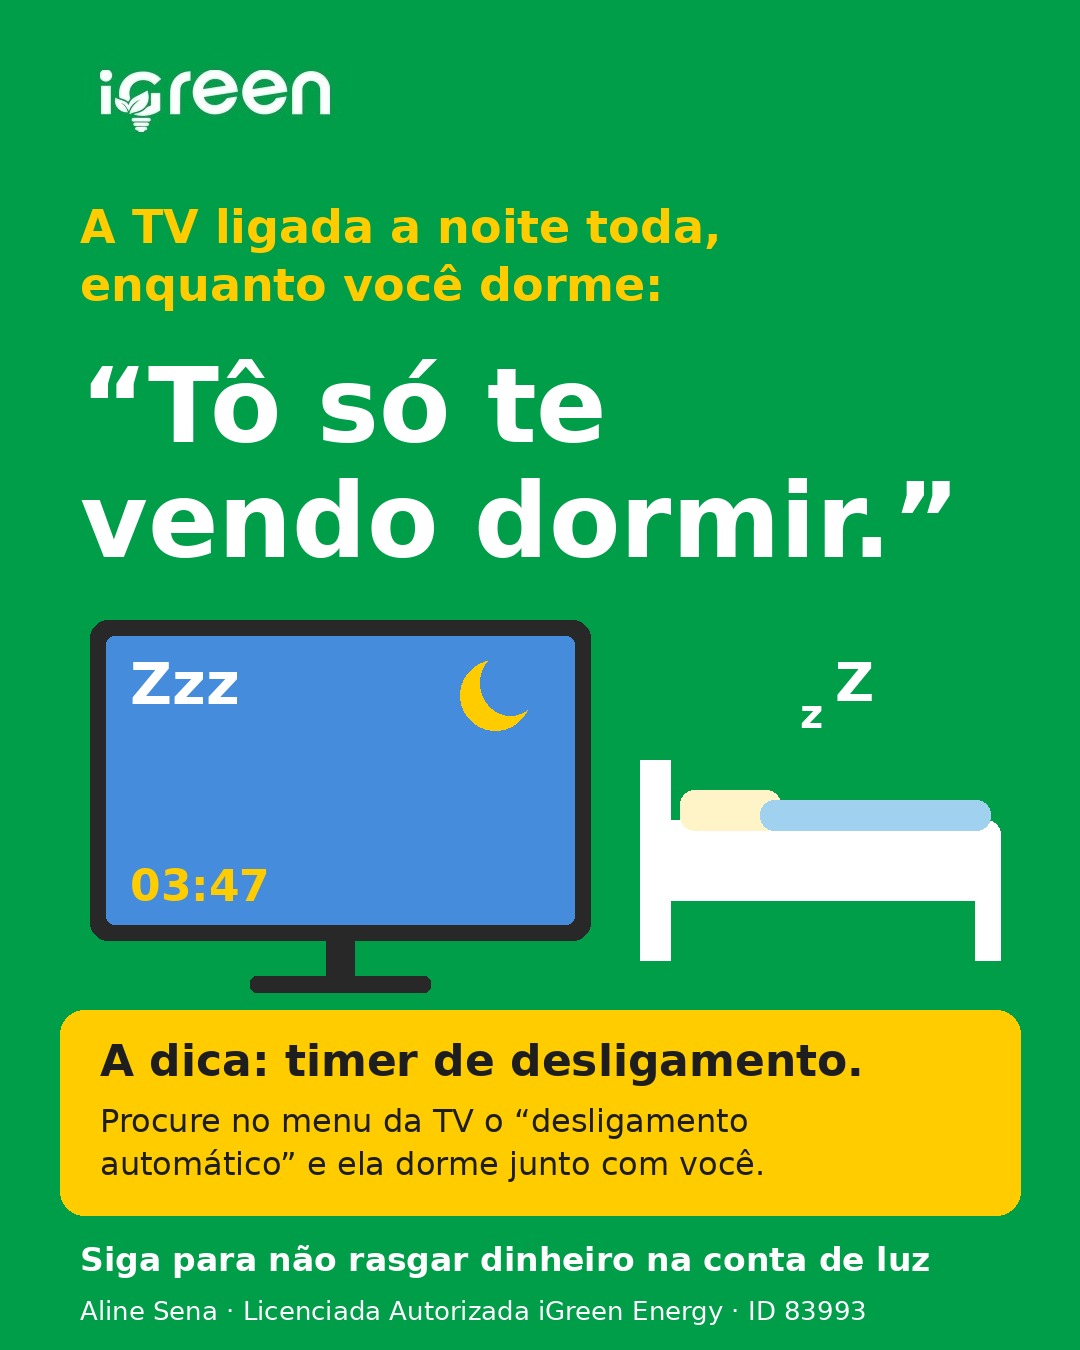 iGreen
A TV ligada a noite toda,
enquanto você dorme:
“Tô só te
vendo dormir.”
Zzz
z Z
03:47
A dica: timer de desligamento.
Procure no menu da TV o “desligamento
automático” e ela dorme junto com você.
Siga para não rasgar dinheiro na conta de luz
Aline Sena · Licenciada Autorizada iGreen Energy · ID 83993